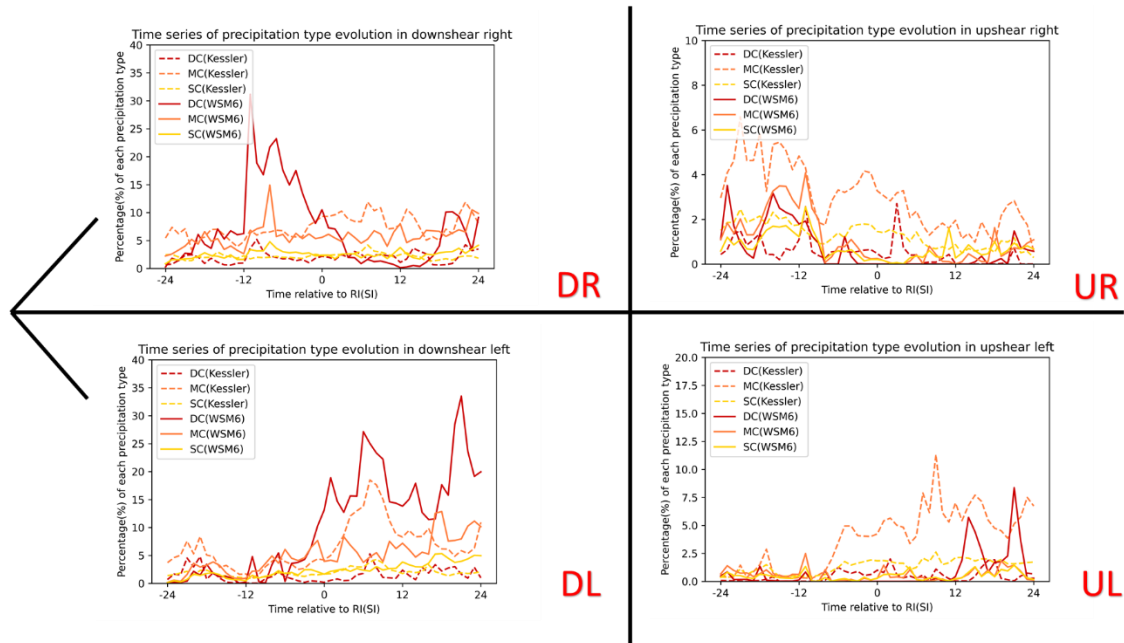 Time series of precipitation type evolution in downshear right
40
35
30
25
20
15
10
5
0
Percentage(%) of each precipitation type
DC(Kessler)
MC(Kessler)
SC(Kessler)
DC(WSM6)
MC(WSM6)
SC(WSM6)
-24 -12 0 12 24
Time relative to RI(SI)
DR
Time series of precipitation type evolution in upshear right
10
8
6
4
2
0
Percentage(%) of each precipitation type
DC(Kessler)
MC(Kessler)
SC(Kessler)
DC(WSM6)
MC(WSM6)
SC(WSM6)
-24 -12 0 12 24
Time relative to RI(SI)
UR
Time series of precipitation type evolution in downshear left
40
35
30
25
20
15
10
5
0
Percentage(%) of each precipitation type
DC(Kessler)
MC(Kessler)
SC(Kessler)
DC(WSM6)
MC(WSM6)
SC(WSM6)
-24 -12 0 12 24
Time relative to RI(SI)
DL
Time series of precipitation type evolution in upshear left
20.0
17.5
15.0
12.5
10.0
7.5
5.0
2.5
0.0
Percentage(%) of each precipitation type
DC(Kessler)
MC(Kessler)
SC(Kessler)
DC(WSM6)
MC(WSM6)
SC(WSM6)
-24 -12 0 12 24
Time relative to RI(SI)
UL